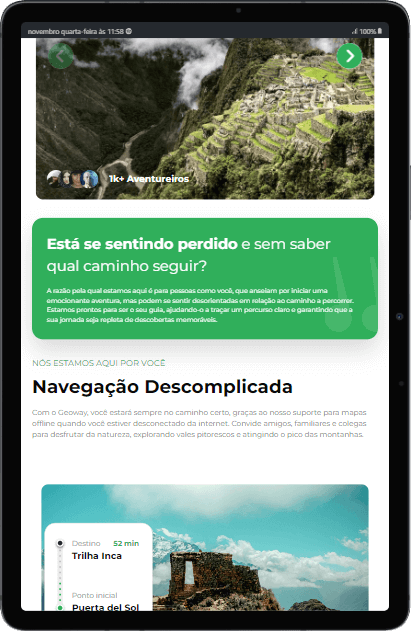 novembro quarta-feira às 11:58
100%
1k+ Aventureiros
Está se sentindo perdido e sem saber
qual caminho seguir?
A razão pela qual estamos aqui é para pessoas como você, que anseiam por iniciar uma
emocionante aventura, mas podem se sentir desorientadas em relação ao caminho a percorrer.
Estamos prontos para ser o seu guia, ajudando-o a traçar um percurso claro e garantindo que a
sua jornada seja repleta de descobertas memoráveis.
NÓS ESTAMOS AQUI POR VOCÊ
Navegação Descomplicada
Com o Geoway, você estará sempre no caminho certo, graças ao nosso suporte para mapas
offline quando você estiver desconectado da internet. Convide amigos, familiares e colegas
para desfrutar da natureza, explorando vales pitorescos e atingindo o pico das montanhas.
Destino 52 min
Trilha Inca
Ponto inicial
Puerta del Sol